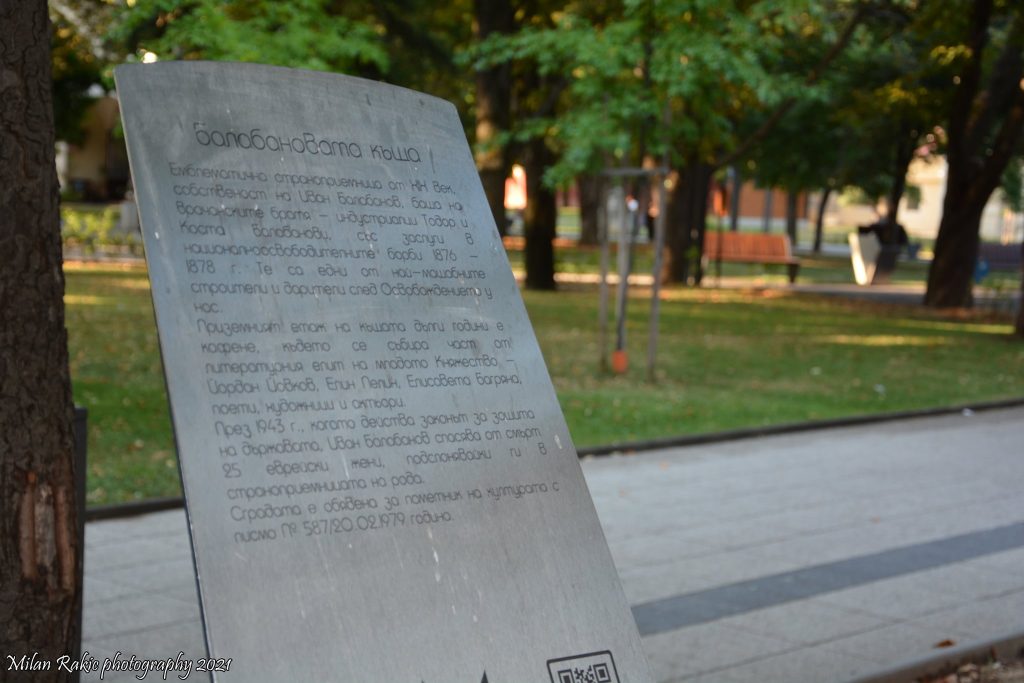 Балабановата къща
Емблематично страноприемница от XIX век,
собственост на Иван Балабанов, баща на
врачанските братя – индустриалци Тодор и
Коста Балабанови, със заслуги в
национал-освободителните борби 1876 –
1878 г. Те са едни от най-мащабните
строители и дарители след Освобождението у
нас.
Приземният етаж на къщата дълги години е
кафене, където се събира част от
литературния елит на младото Княжество –
Йордан Йовков, Елин Пелин, Елисавета Багряна,
поети, художници и актьори.
През 1943 г., когато действа законът за защита
на държавата, Иван Балабанов спасява от смърт
25 еврейски жени, подслонявайки ги в
страноприемницата на рода.
Сградата е обявена за паметник на културата с
писмо № 587/20.02.1979 година.
Milan Rakic photography 2021